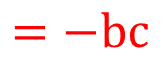 = −bc